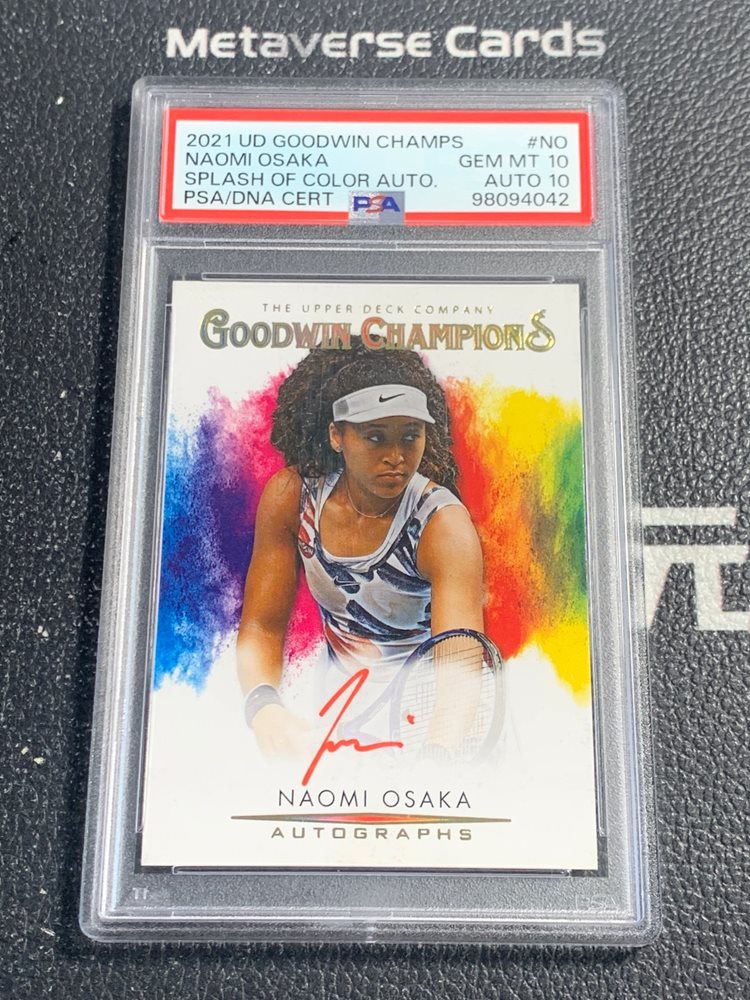 Metaverse Cards
2021 UD GOODWIN CHAMPS #NO
NAOMI OSAKA GEM MT 10
SPLASH OF COLOR AUTO. AUTO 10
PSA/DNA CERT PSA 98094042
THE UPPER DECK COMPANY
GOODWIN CHAMPIONS
NAOMI OSAKA
AUTOGRAPHS